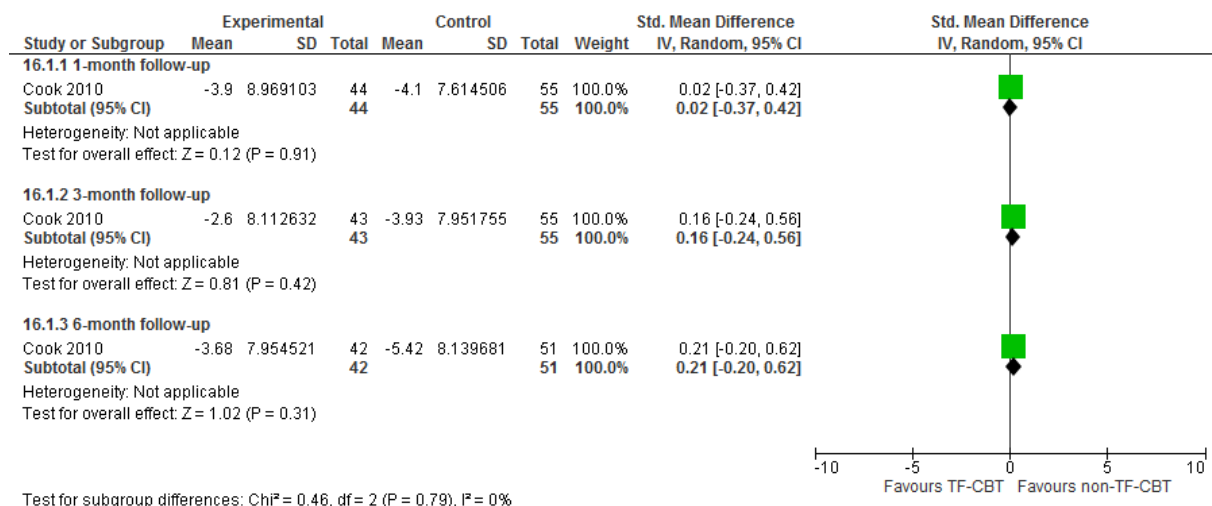 Experimental Control Std. Mean Difference Std. Mean Difference
Study or Subgroup Mean SD Total Mean SD Total Weight IV, Random, 95% CI IV, Random, 95% CI
16.1.1 1-month follow-up
Cook 2010 -3.9 8.969103 44 -4.1 7.614506 55 100.0% 0.02 [-0.37, 0.42]
Subtotal (95% CI) 44 55 100.0% 0.02 [-0.37, 0.42]
Heterogeneity: Not applicable
Test for overall effect: Z = 0.12 (P = 0.91)
16.1.2 3-month follow-up
Cook 2010 -2.6 8.112632 43 -3.93 7.951755 55 100.0% 0.16 [-0.24, 0.56]
Subtotal (95% CI) 43 55 100.0% 0.16 [-0.24, 0.56]
Heterogeneity: Not applicable
Test for overall effect: Z = 0.81 (P = 0.42)
16.1.3 6-month follow-up
Cook 2010 -3.68 7.954521 42 -5.42 8.139681 51 100.0% 0.21 [-0.20, 0.62]
Subtotal (95% CI) 42 51 100.0% 0.21 [-0.20, 0.62]
Heterogeneity: Not applicable
Test for overall effect: Z = 1.02 (P = 0.31)
-10 -5 0 5 10
Favours TF-CBT Favours non-TF-CBT
Test for subgroup differences: Chi² = 0.46, df = 2 (P = 0.79), I² = 0%